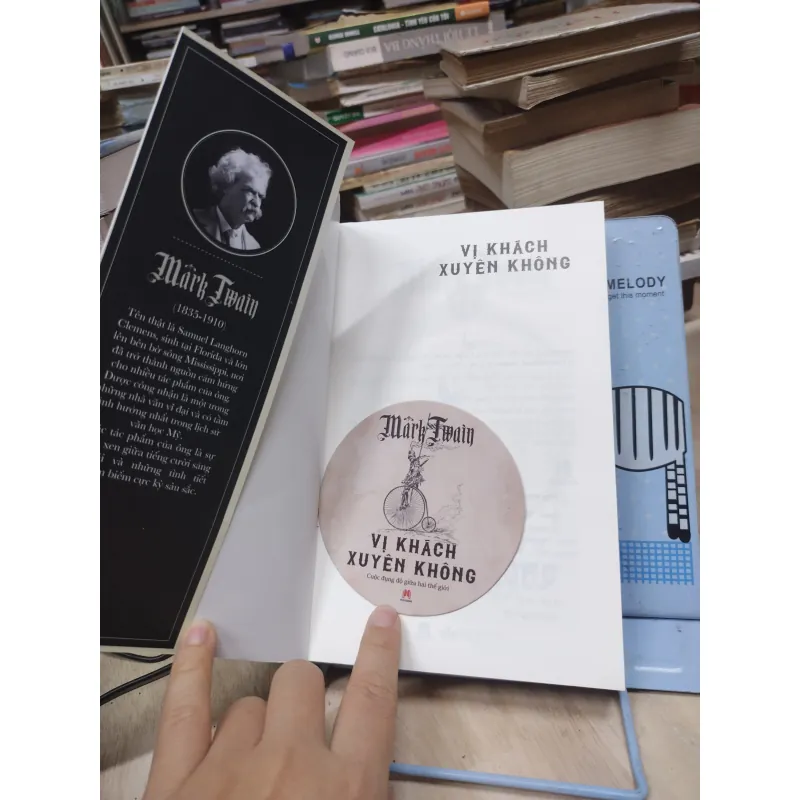 Mark Twain
(1835-1910)
Tên thật là Samuel Langhorn
Clemens, sinh tại Florida và lớn
lên bên bờ sông Mississippi, nơi
đã trở thành nguồn cảm hứng
cho nhiều tác phẩm của ông
Được công nhận là một trong
những nhà văn vĩ đại và có tầm
ảnh hưởng nhất trong lịch sử
văn học Mỹ.
tác phẩm của ông là sự
xen giữa tiếng cười sảng
và những tình tiết
biếm cực kỳ sâu sắc.
VỊ KHÁCH
XUYÊN KHÔNG
Mark Twain
VỊ KHÁCH
XUYÊN KHÔNG
Cuộc đụng độ giữa hai thế giới
MELODY
get this moment
LỄ HỘI THÁNG BA